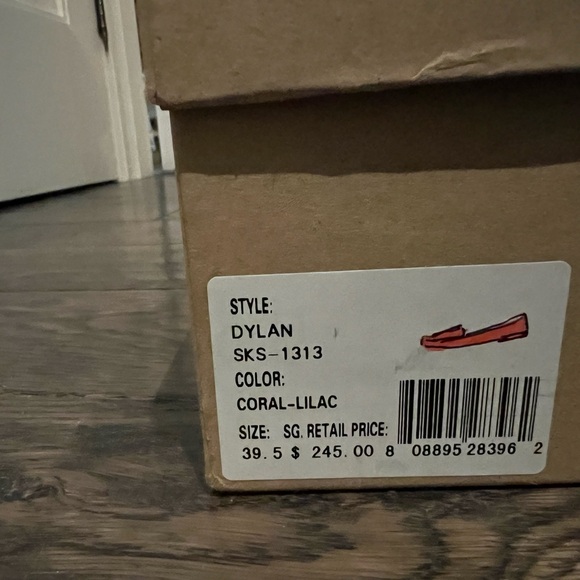 STYLE:
DYLAN
SKS-1313
COLOR:
CORAL-LILAC
SIZE: SG. RETAIL PRICE:
39.5 $ 245.00 8 08895 28396 2